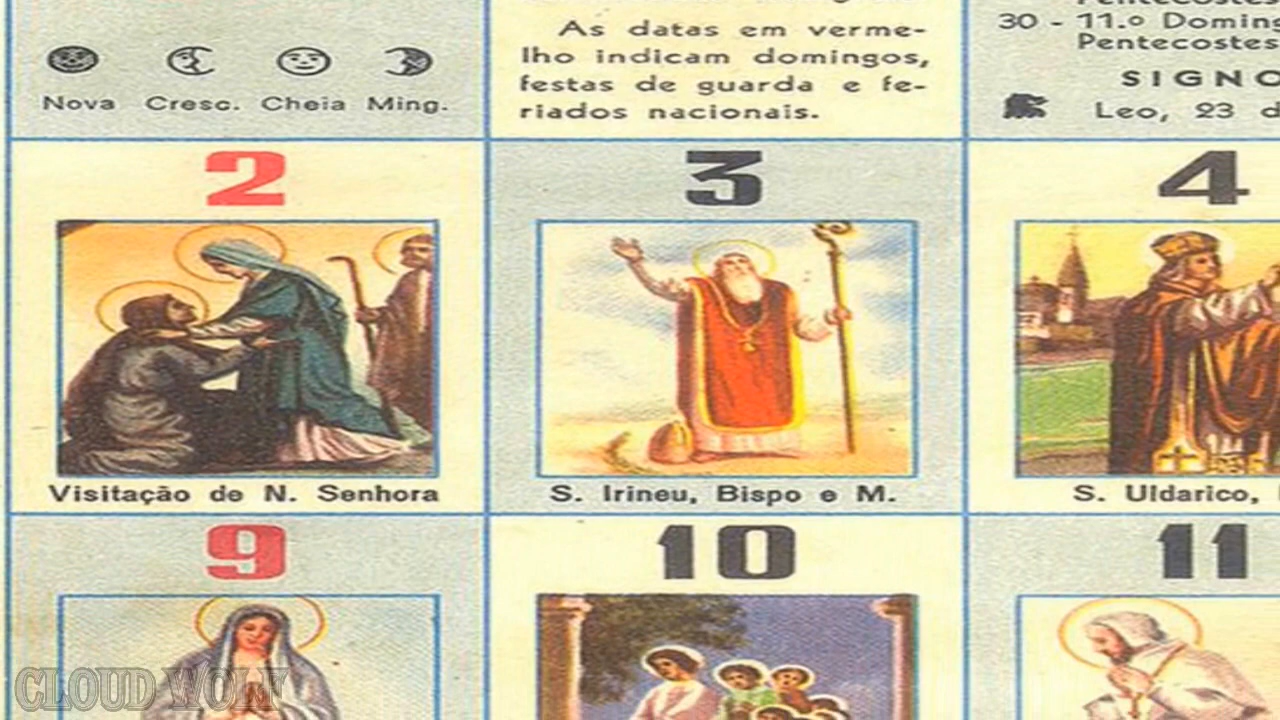 Nova Cresc. Cheia Ming.
As datas em verme-
lho indicam domingos,
festas de guarda e fe-
riados nacionais.
30 - 11.º Doming
Pentecostes
SIGNO
Leo, 23 d
2
Visitação de N. Senhora
3
S. Irineu, Bispo e M.
4
S. Uldarico,
9
10
11
CLOUD WOLF